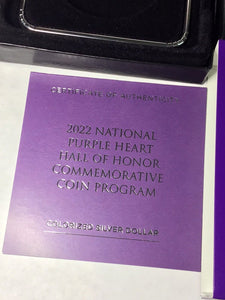 CERTIFICATE OF AUTHENTICITY
2022 NATIONAL
PURPLE HEART
HALL OF HONOR
COMMEMORATIVE
COIN PROGRAM
COLORIZED SILVER DOLLAR